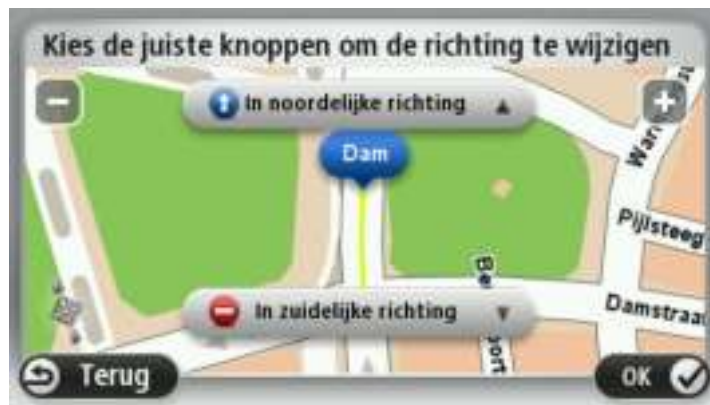 Kies de juiste knoppen om de richting te wijzigen
In noordelijke richting
Dam
Pijlsteeg
In zuidelijke richting
Terug
OK